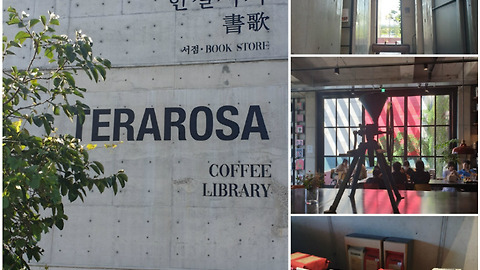 書歌
서점·BOOK STORE
TERAROSA
COFFEE
LIBRARY